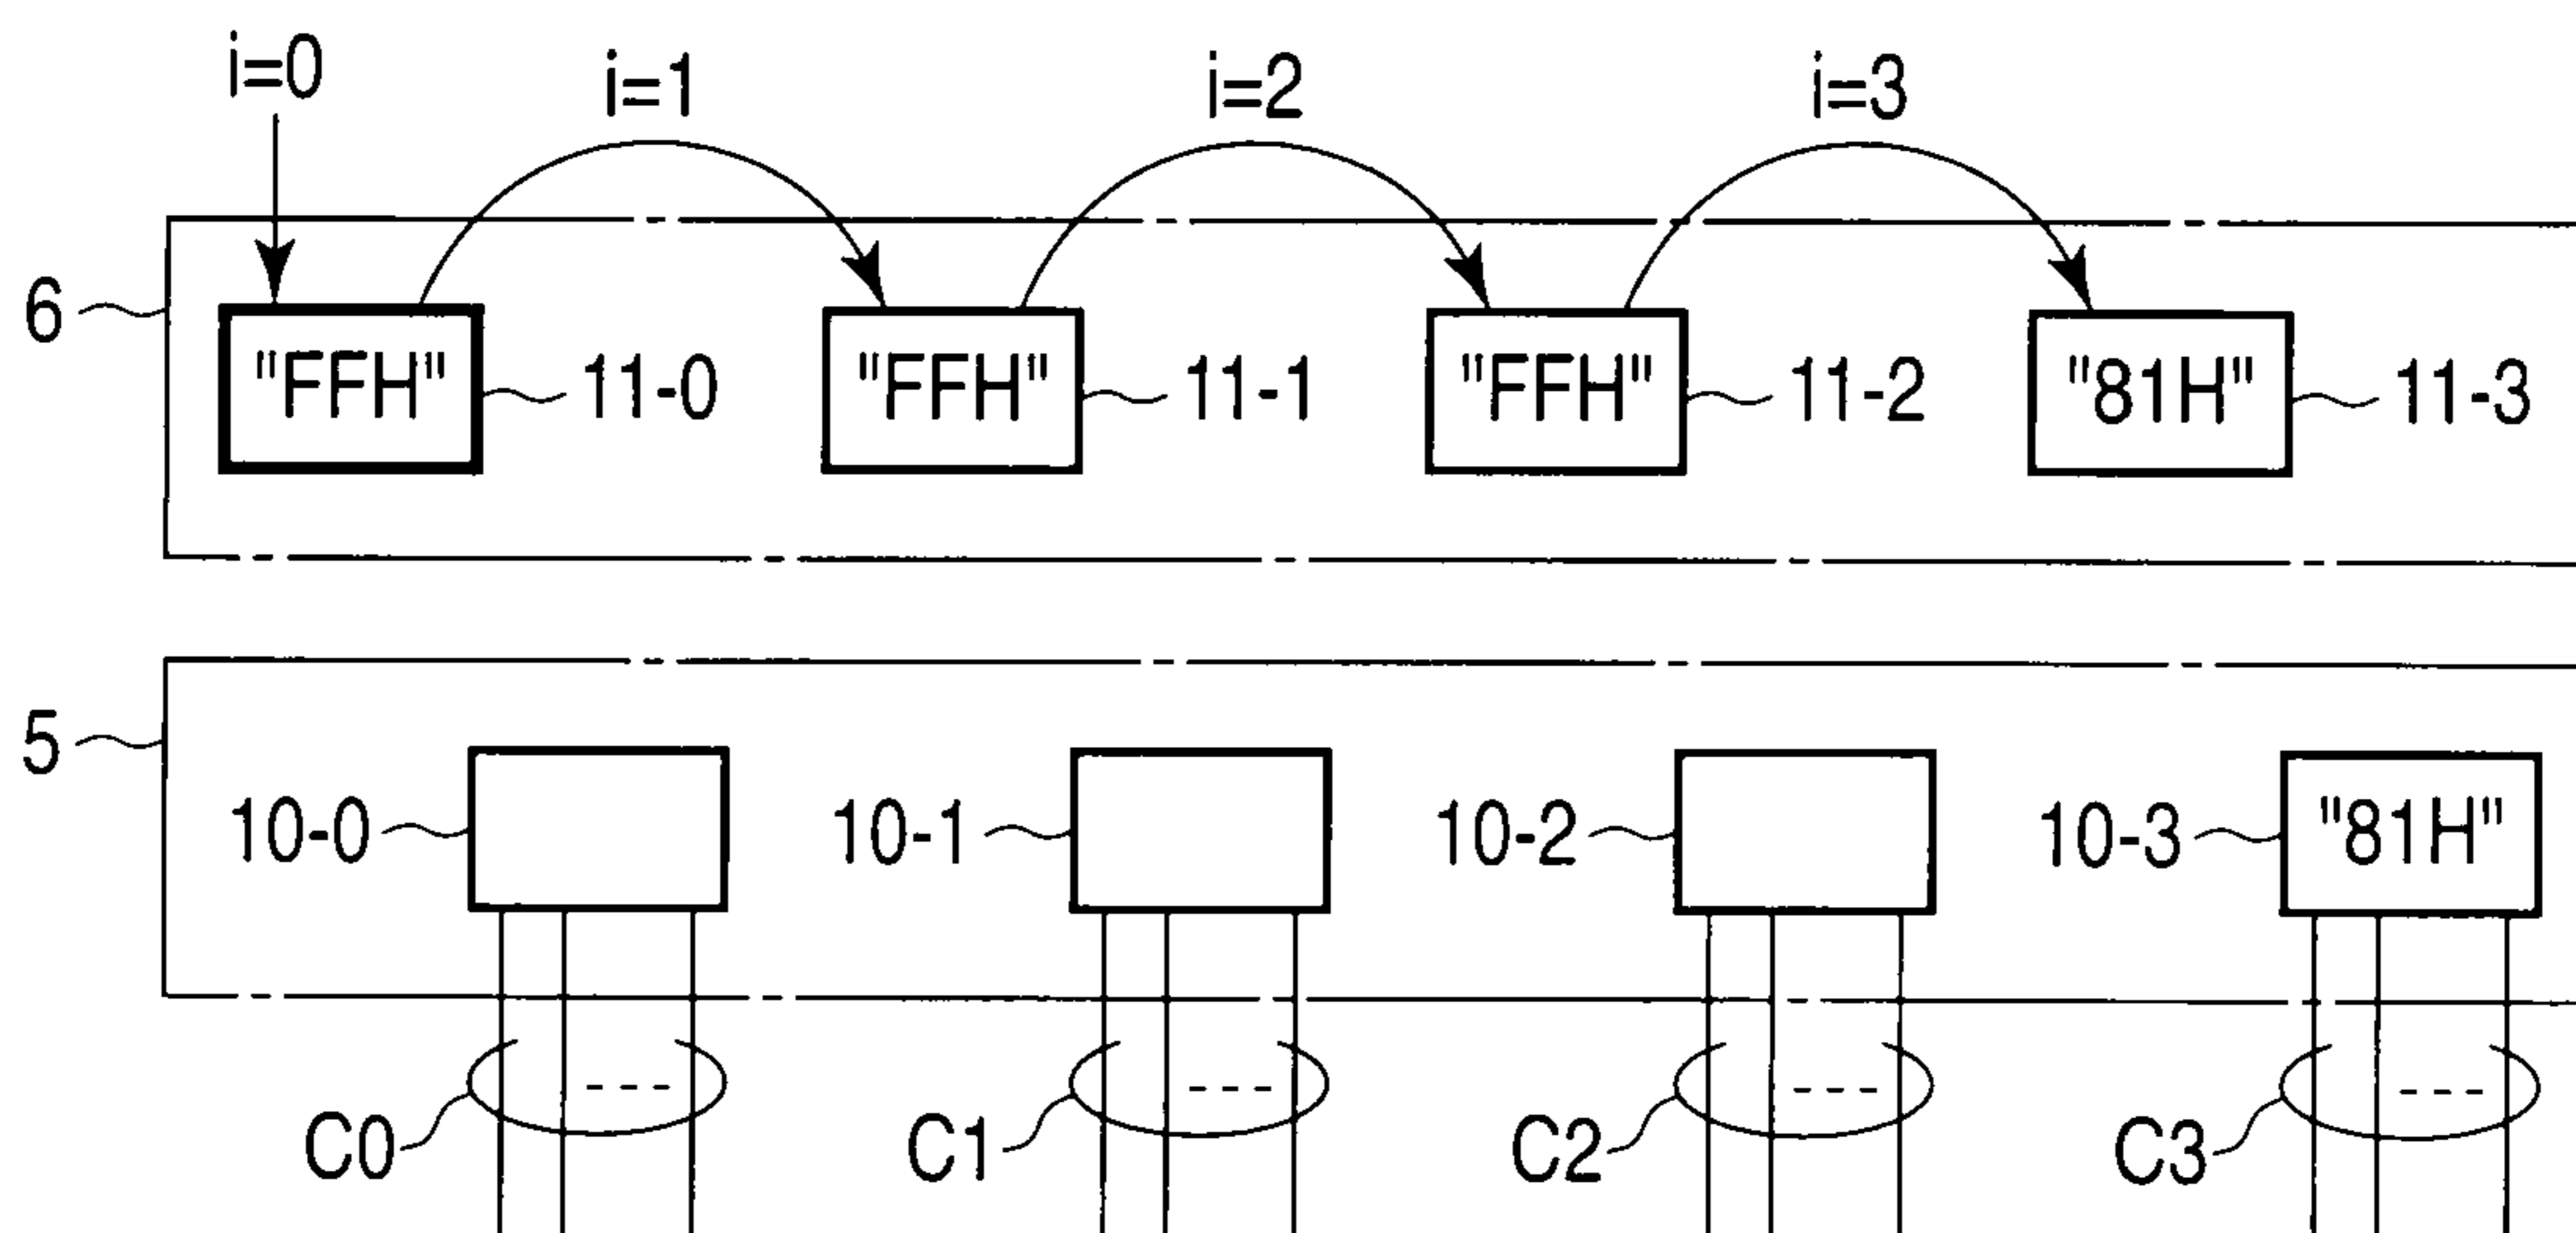 i=0 i=1 i=2 i=3
6 "FFH" 11-0 "FFH" 11-1 "FFH" 11-2 "81H" 11-3
5 10-0 10-1 10-2 10-3 "81H"
C0 C1 C2 C3